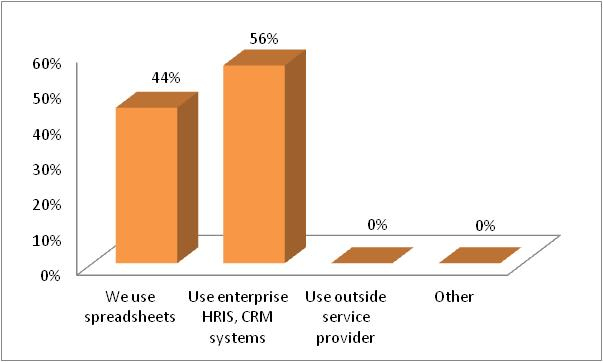 56%
44%
0%
0%
60%
50%
40%
30%
20%
10%
0%
We use
spreadsheets
Use enterprise
HRIS, CRM
systems
Use outside
service
provider
Other